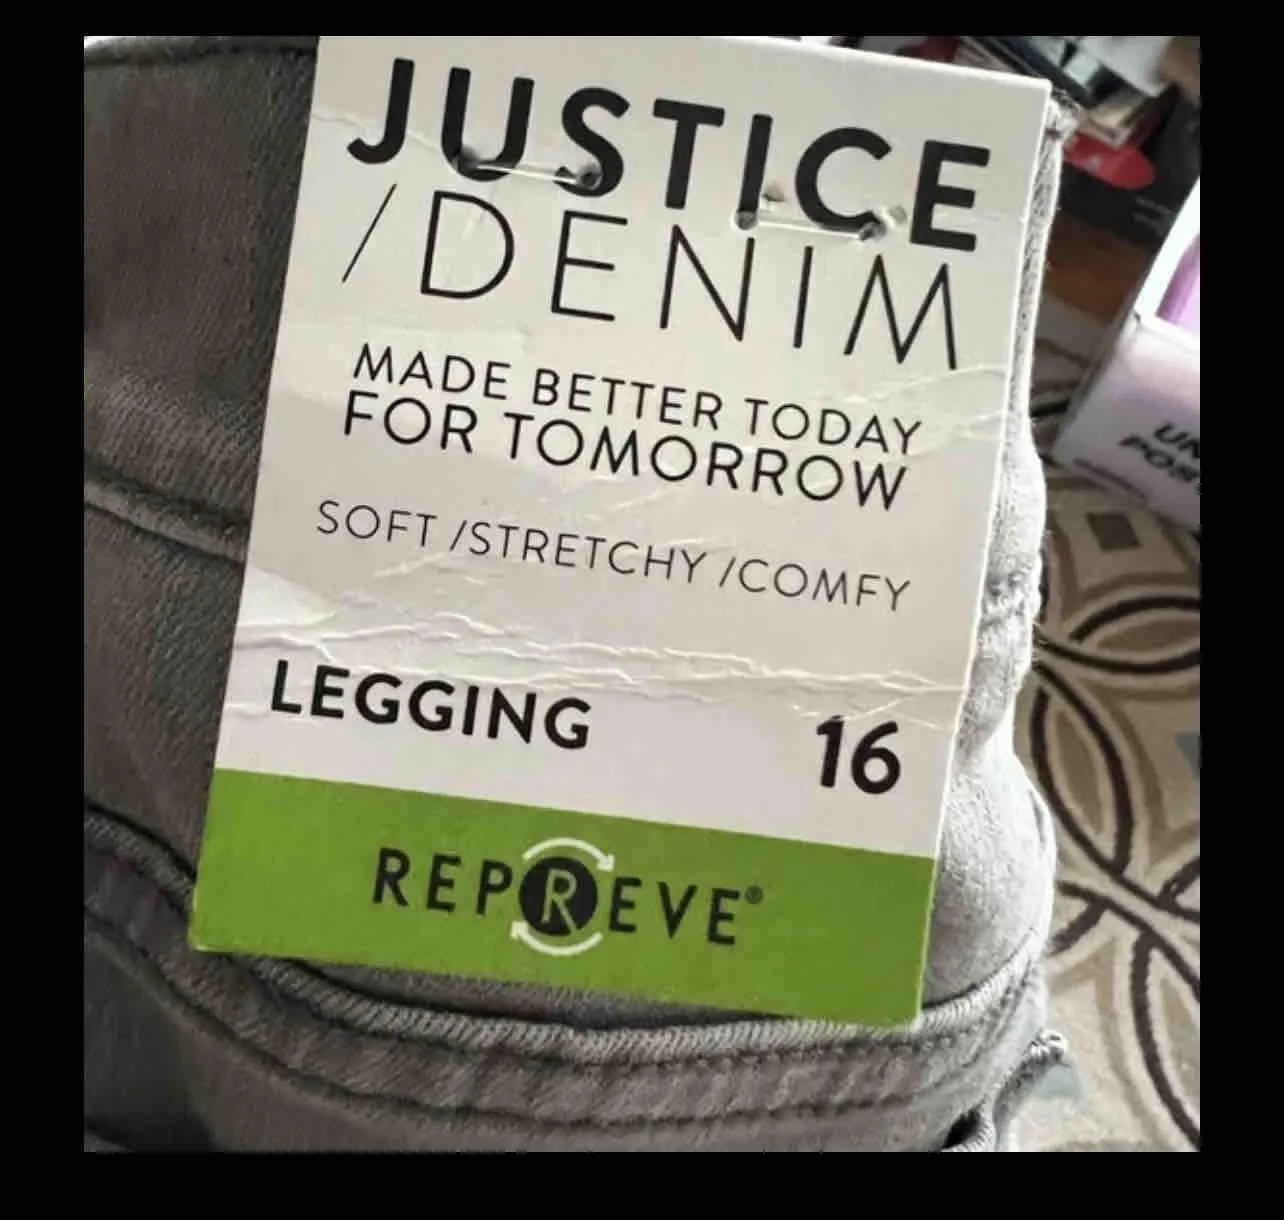 JUSTICE
/DENIM
MADE BETTER TODAY
FOR TOMORROW
SOFT /STRETCHY /COMFY
LEGGING 16
REPREVE®